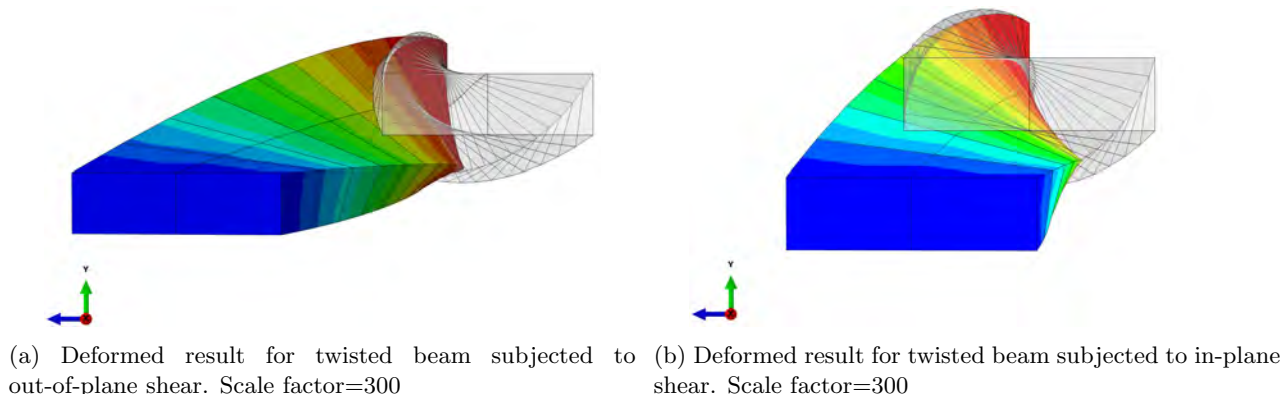 Y
X
Y
X
(a) Deformed result for twisted beam subjected to
out-of-plane shear. Scale factor=300
(b) Deformed result for twisted beam subjected to in-plane
shear. Scale factor=300